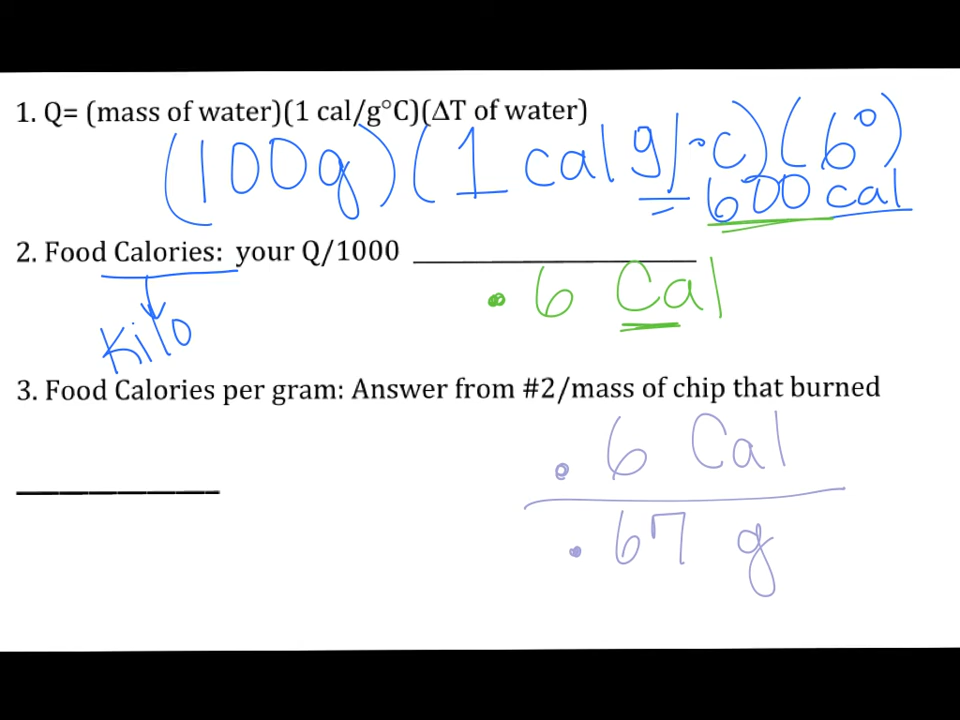 1. Q= (mass of water)(1 cal/g°C)(ΔT of water)
(100g)(1 cal g/°C)(6°)
= 600 cal
2. Food Calories: your Q/1000 ____________________
.6 Cal
Kilo
3. Food Calories per gram: Answer from #2/mass of chip that burned
.6 Cal
______________
.67 g